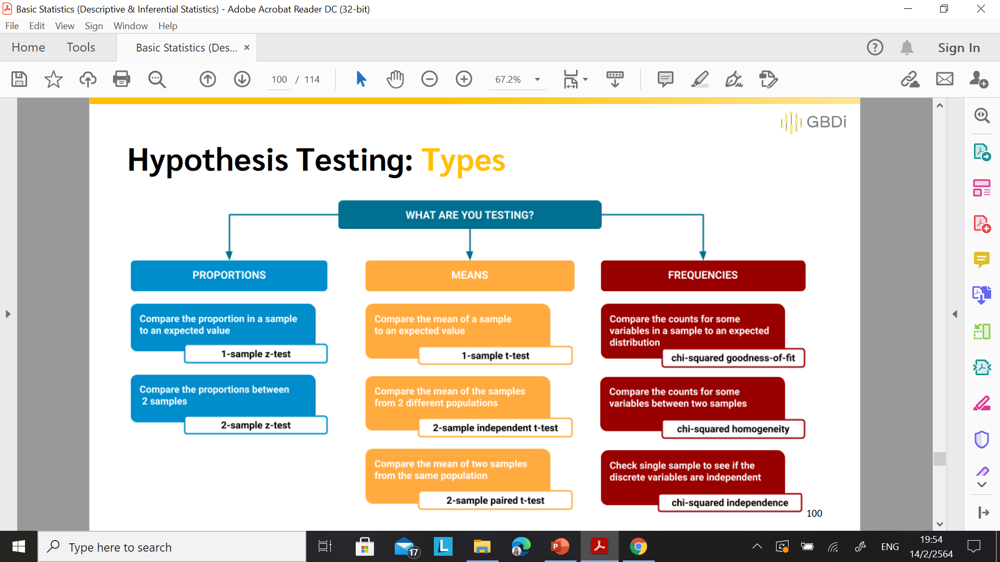 Basic Statistics (Descriptive & Inferential Statistics) - Adobe Acrobat Reader DC (32-bit)
File Edit View Sign Window Help
Home Tools Basic Statistics (Des... × Sign In
100 / 114 67.2%
GBDi
Hypothesis Testing: Types
WHAT ARE YOU TESTING?
PROPORTIONS
Compare the proportion in a sample
to an expected value
1-sample z-test
Compare the proportions between
2 samples
2-sample z-test
MEANS
Compare the mean of a sample
to an expected value
1-sample t-test
Compare the mean of the samples
from 2 different populations
2-sample independent t-test
Compare the mean of two samples
from the same population
2-sample paired t-test
FREQUENCIES
Compare the counts for some
variables in a sample to an expected
distribution
chi-squared goodness-of-fit
Compare the counts for some
variables between two samples
chi-squared homogeneity
Check single sample to see if the
discrete variables are independent
chi-squared independence
100
Type here to search
17
L
P
ENG
19:54
14/2/2564